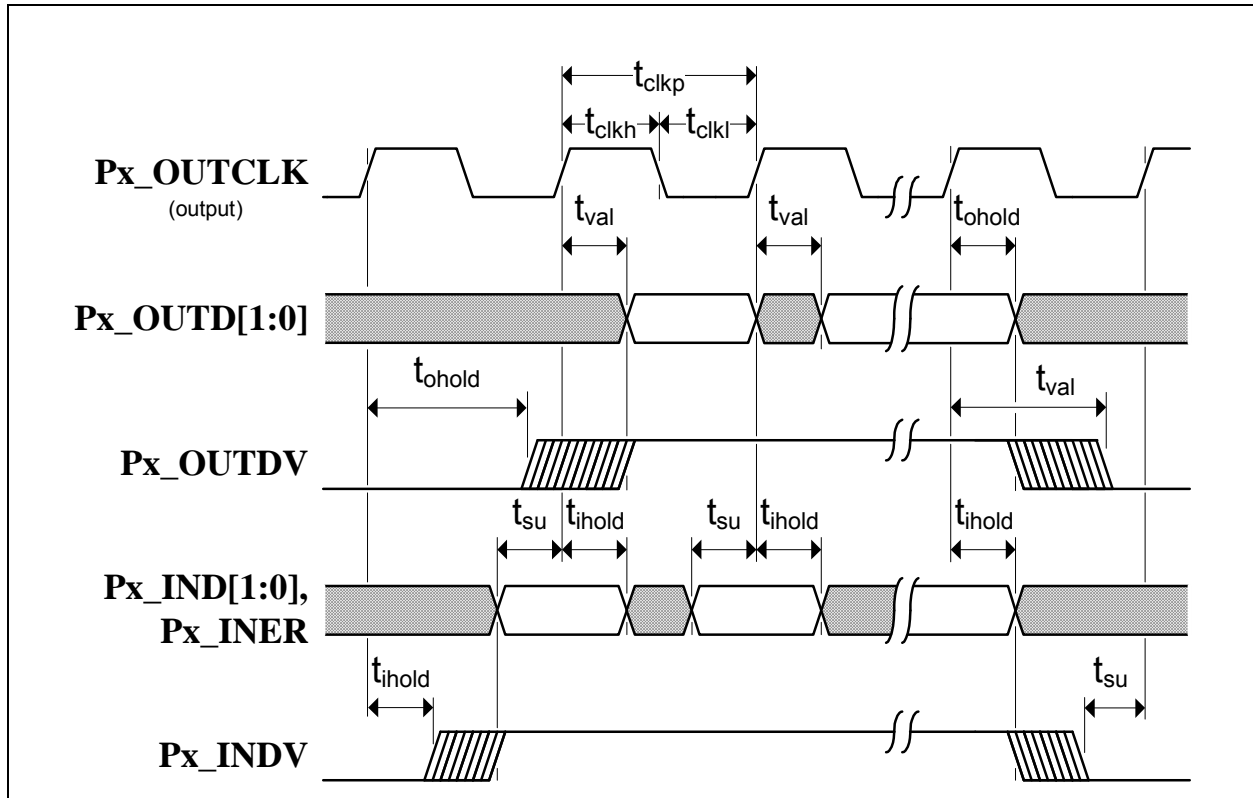 tclkp
tclkh tclkl
Px_OUTCLK
(output)
tval tval tohold
Px_OUTD[1:0]
tohold tval
Px_OUTDV
tsu tihold tsu tihold tihold
Px_IND[1:0],
Px_INER
tihold tsu
Px_INDV